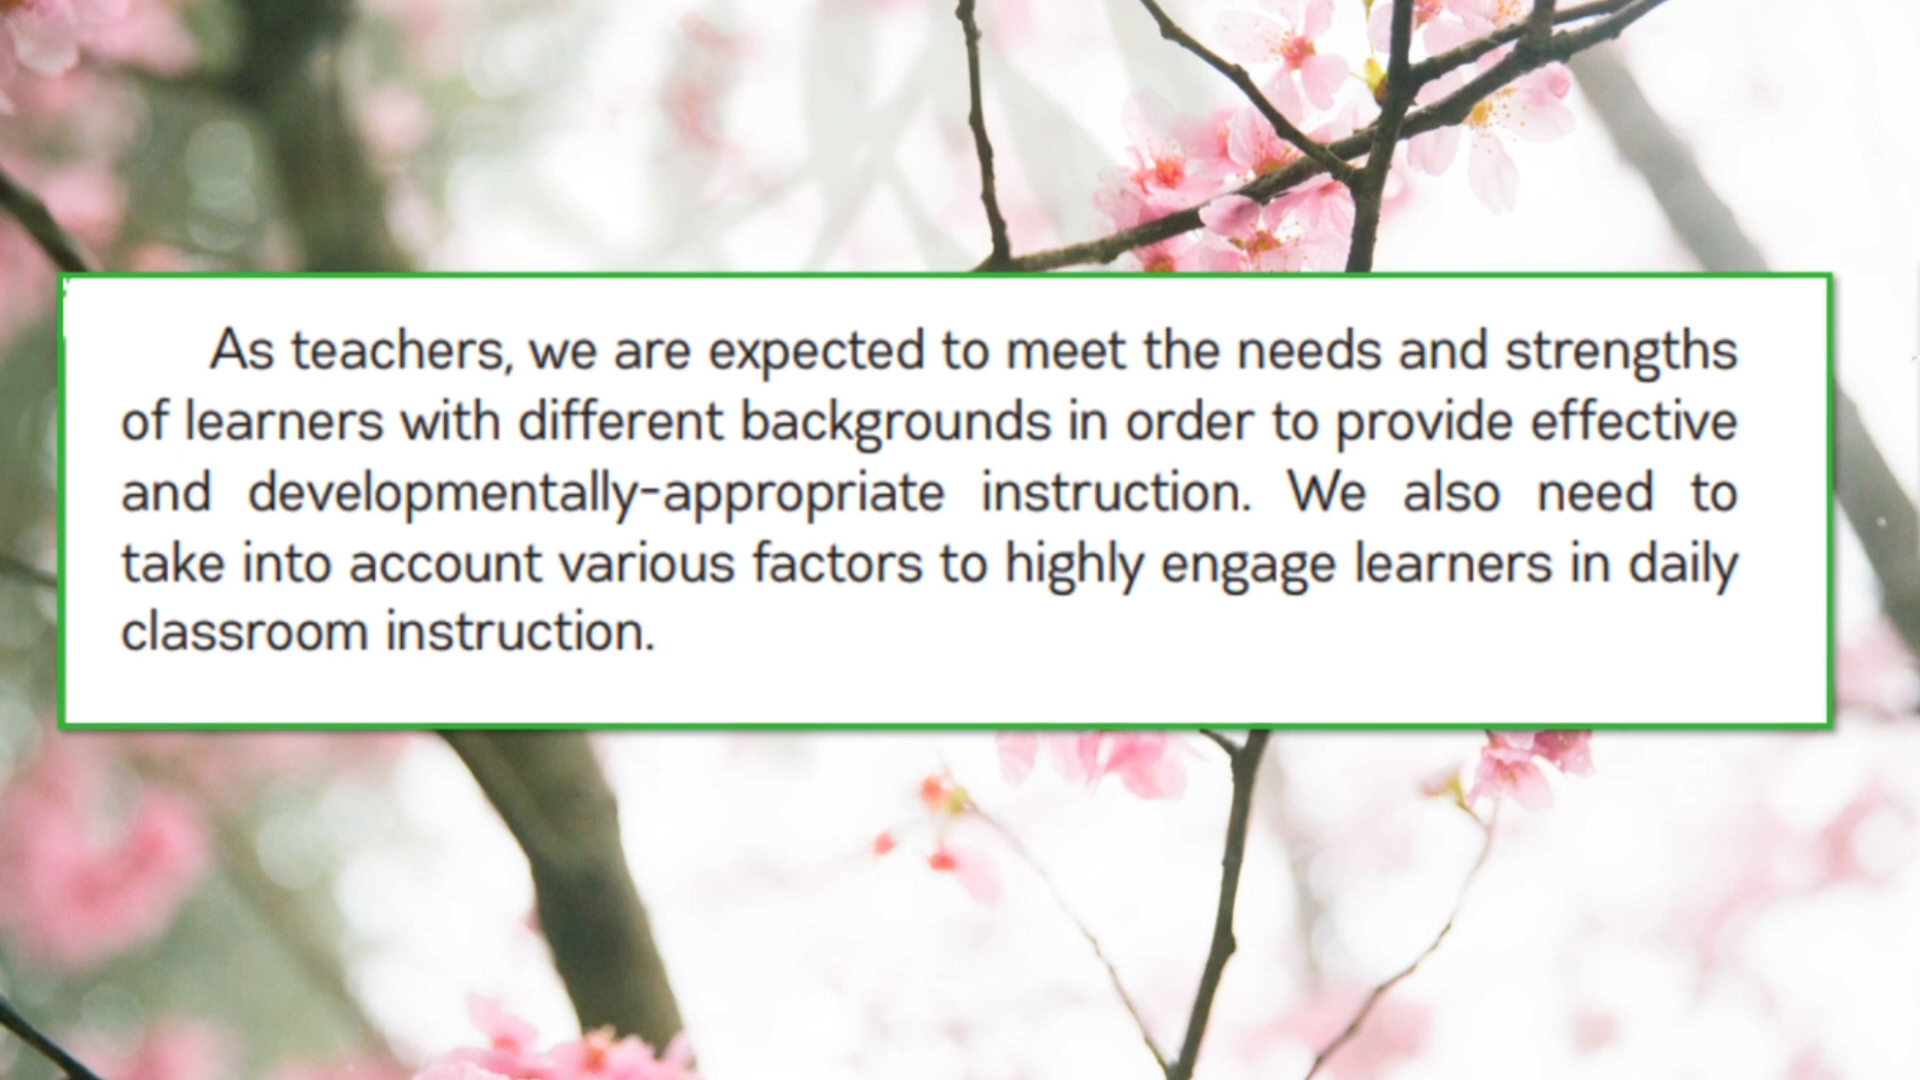 As teachers, we are expected to meet the needs and strengths
of learners with different backgrounds in order to provide effective
and developmentally-appropriate instruction. We also need to
take into account various factors to highly engage learners in daily
classroom instruction.